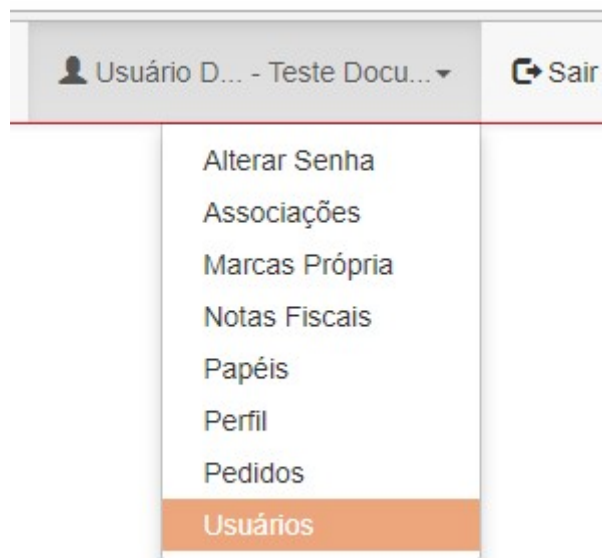 Usuário D... - Teste Docu... Sair
Alterar Senha
Associações
Marcas Própria
Notas Fiscais
Papéis
Perfil
Pedidos
Usuários